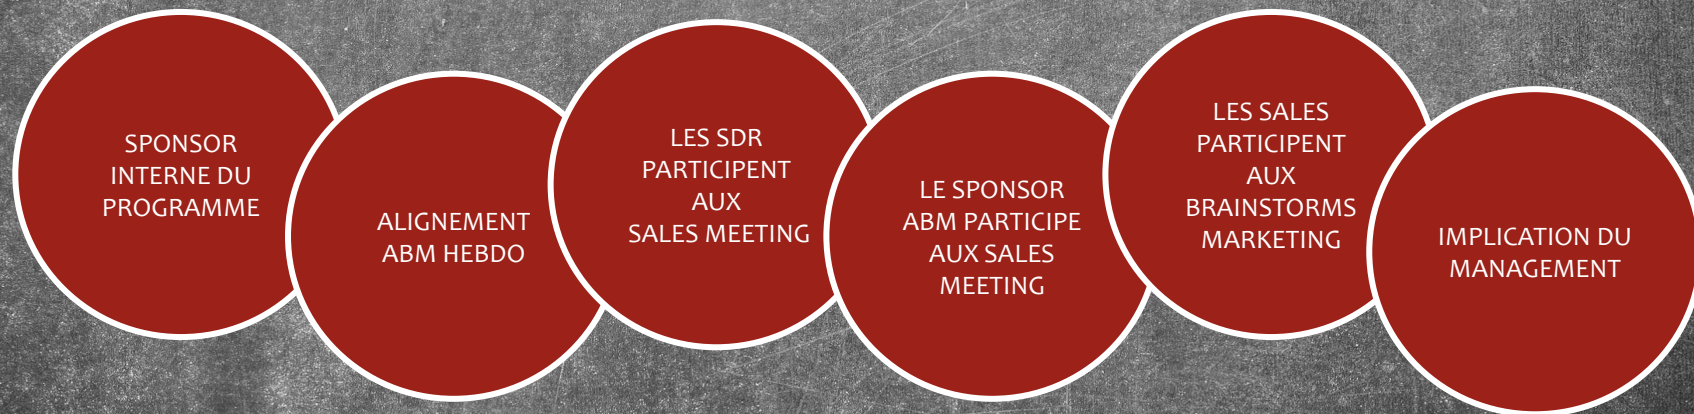 SPONSOR
INTERNE DU
PROGRAMME
ALIGNEMENT
ABM HEBDO
LES SDR
PARTICIPENT
AUX
SALES MEETING
LE SPONSOR
ABM PARTICIPE
AUX SALES
MEETING
LES SALES
PARTICIPENT
AUX
BRAINSTORMS
MARKETING
IMPLICATION DU
MANAGEMENT